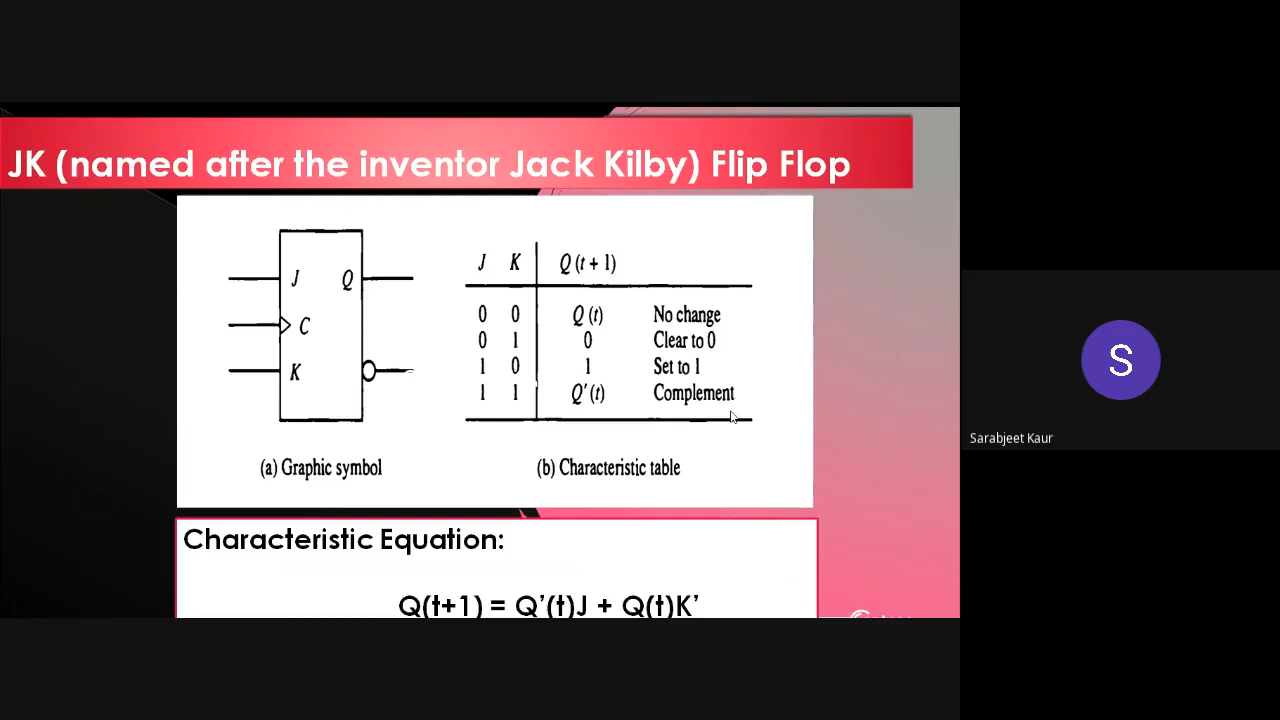 JK (named after the inventor Jack Kilby) Flip Flop
J Q
C
K
(a) Graphic symbol
J K Q (t + 1)
0 0 Q (t) No change
0 1 0 Clear to 0
1 0 1 Set to 1
1 1 Q' (t) Complement
(b) Characteristic table
Characteristic Equation:
Q(t+1) = Q’(t)J + Q(t)K’
S
Sarabjeet Kaur